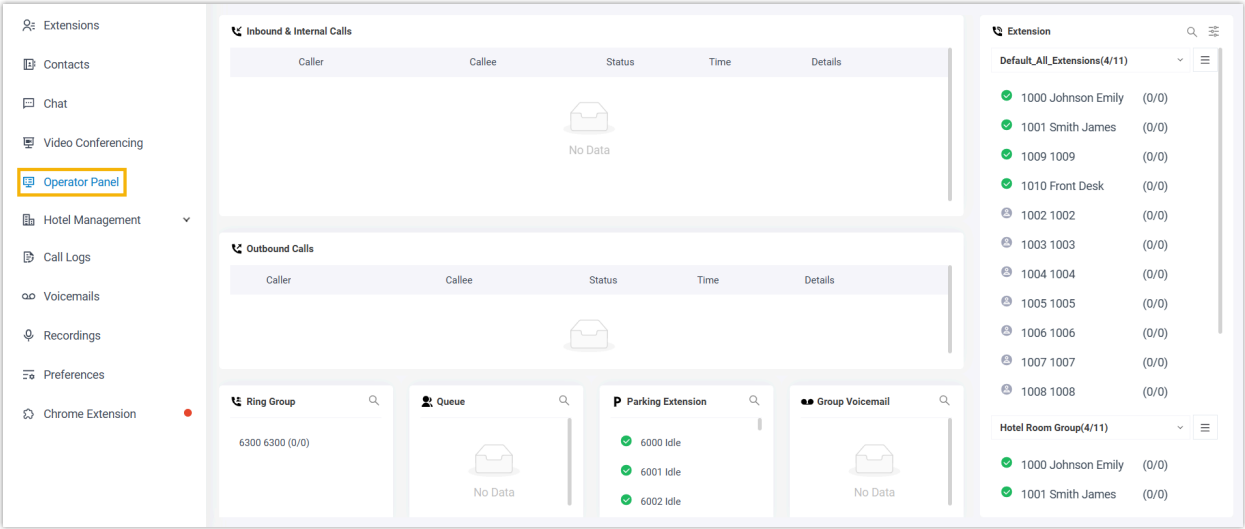 Extensions
Contacts
Chat
Video Conferencing
Operator Panel
Hotel Management
Call Logs
Voicemails
Recordings
Preferences
Chrome Extension
Inbound & Internal Calls
Caller Callee Status Time Details
No Data
Outbound Calls
Caller Callee Status Time Details
Ring Group
6300 6300 (0/0)
Queue
No Data
Parking Extension
6000 Idle
6001 Idle
6002 Idle
Group Voicemail
No Data
Extension
Default_All_Extensions(4/11)
1000 Johnson Emily (0/0)
1001 Smith James (0/0)
1009 1009 (0/0)
1010 Front Desk (0/0)
1002 1002 (0/0)
1003 1003 (0/0)
1004 1004 (0/0)
1005 1005 (0/0)
1006 1006 (0/0)
1007 1007 (0/0)
1008 1008 (0/0)
Hotel Room Group(4/11)
1000 Johnson Emily (0/0)
1001 Smith James (0/0)